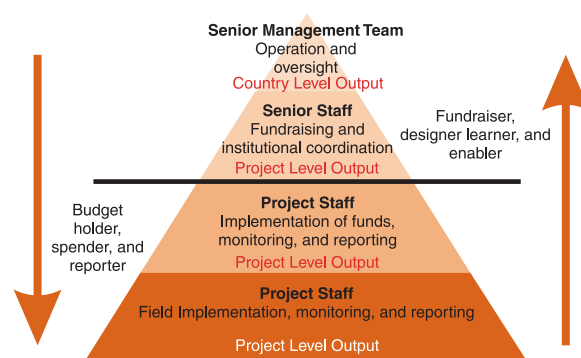 Senior Management Team
Operation and
oversight
Country Level Output
Senior Staff
Fundraising and
institutional coordination
Project Level Output
Fundraiser,
designer learner, and
enabler
Budget
holder,
spender, and
reporter
Project Staff
Implementation of funds,
monitoring, and reporting
Project Level Output
Project Staff
Field Implementation, monitoring, and reporting
Project Level Output